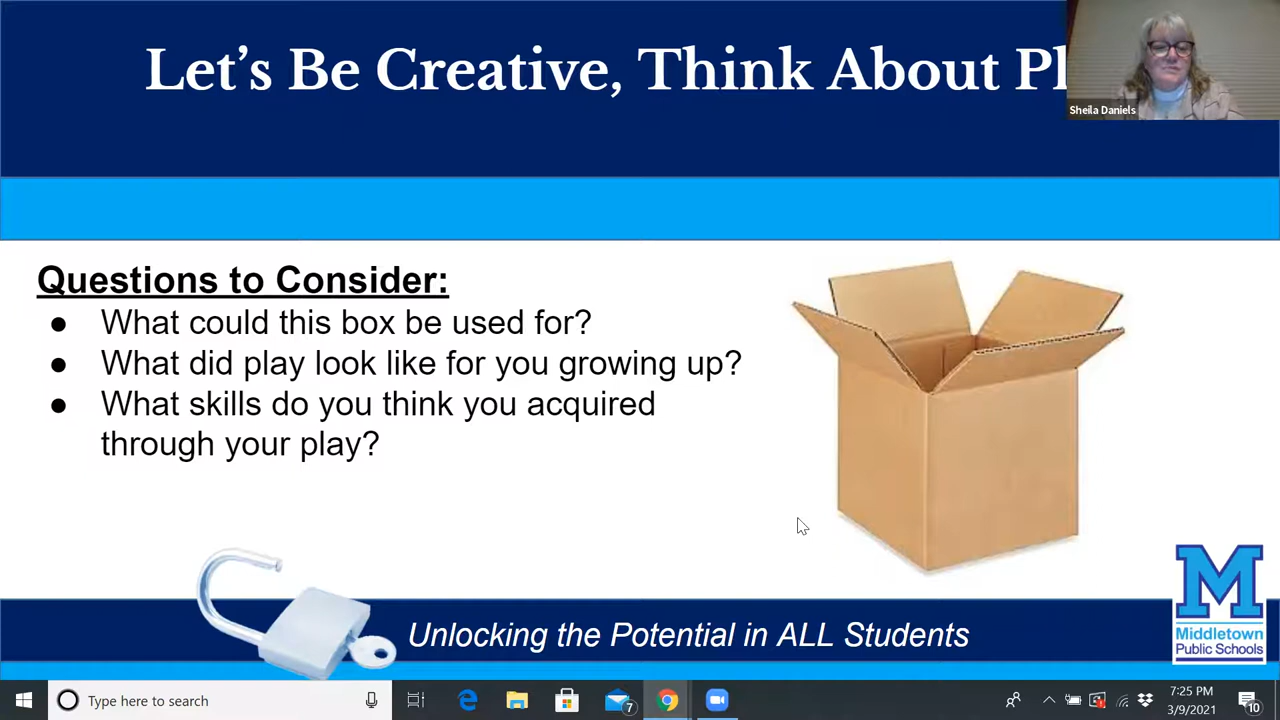 Let's Be Creative, Think About Pl
Sheila Daniels
Questions to Consider:
● What could this box be used for?
● What did play look like for you growing up?
● What skills do you think you acquired
through your play?
Unlocking the Potential in ALL Students
M
Middletown
Public Schools
Type here to search
7
7:25 PM
3/9/2021
10